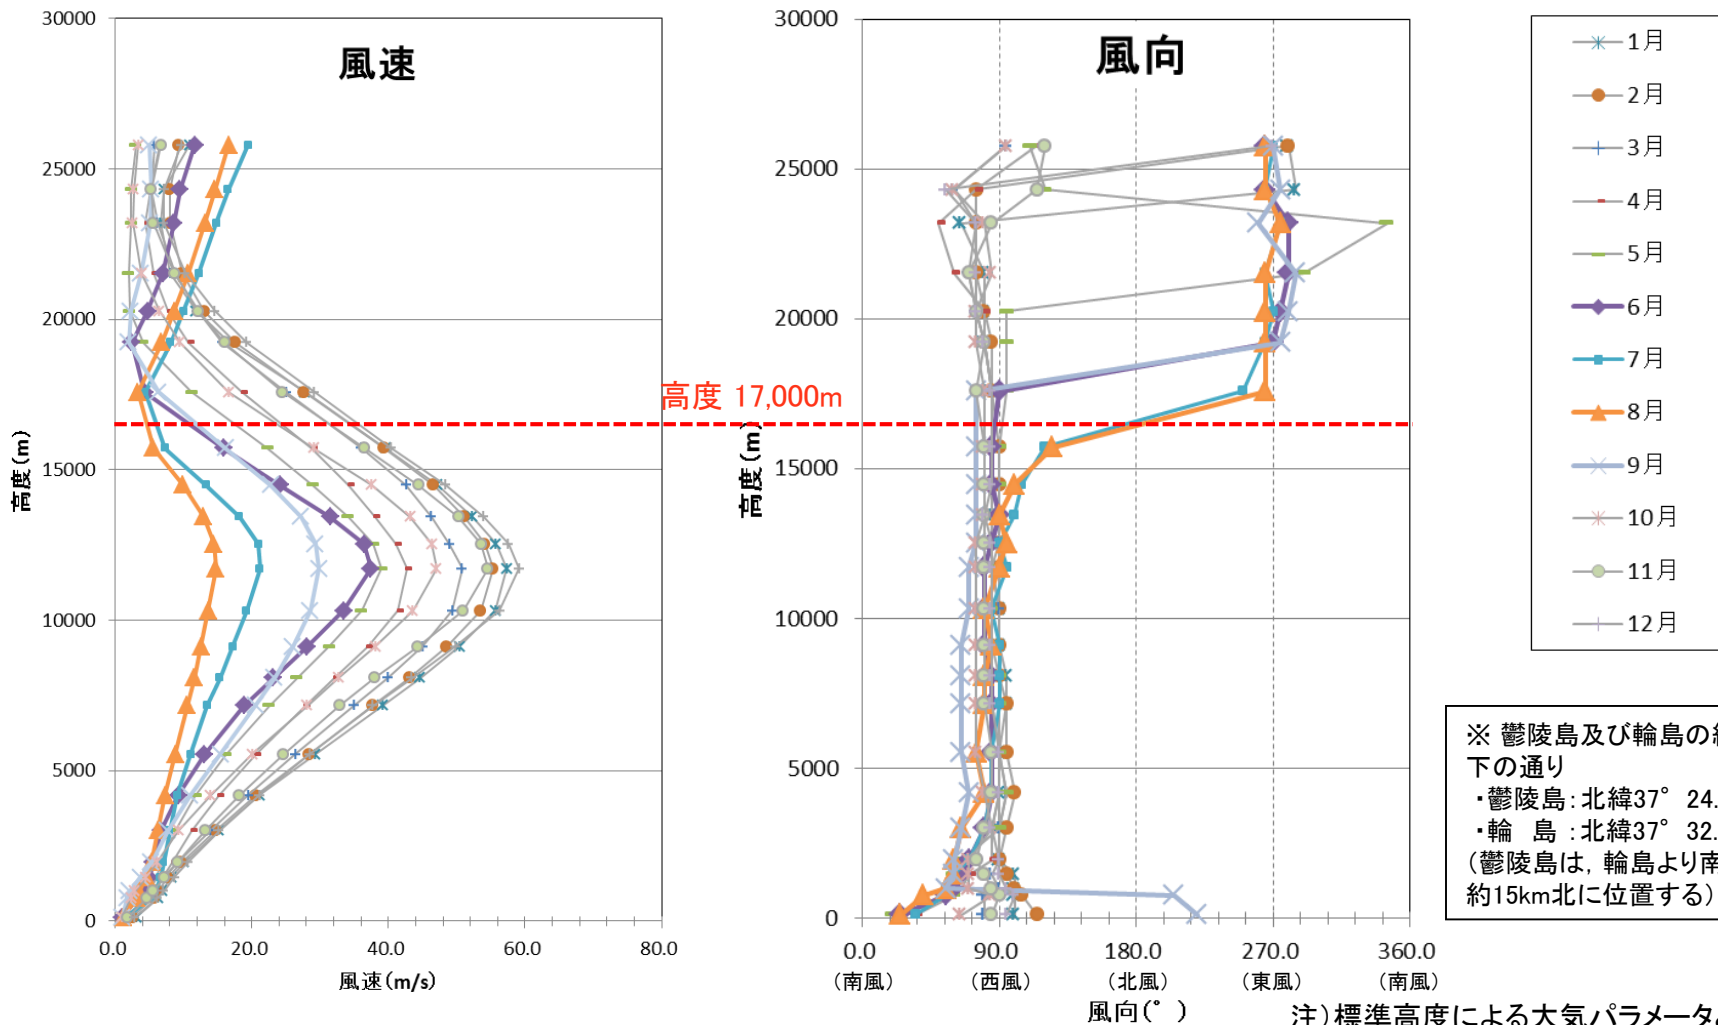 風速
30000
25000
20000
15000
10000
5000
0
高度(m)
0.0
20.0
40.0
60.0
80.0
風速(m/s)
高度 17,000m
風向
30000
25000
20000
15000
10000
5000
0
高度(m)
0.0
90.0
180.0
270.0
360.0
(南風)
(西風)
(北風)
(東風)
(南風)
風向(°)
1月
2月
3月
4月
5月
6月
7月
8月
9月
10月
11月
12月
※ 鬱陵島及び輪島の
下の通り
・鬱陵島:北緯37° 24.
・輪 島:北緯37° 32.
(鬱陵島は, 輪島より南
約15km北に位置する)
注)標準高度による大気パラメータ